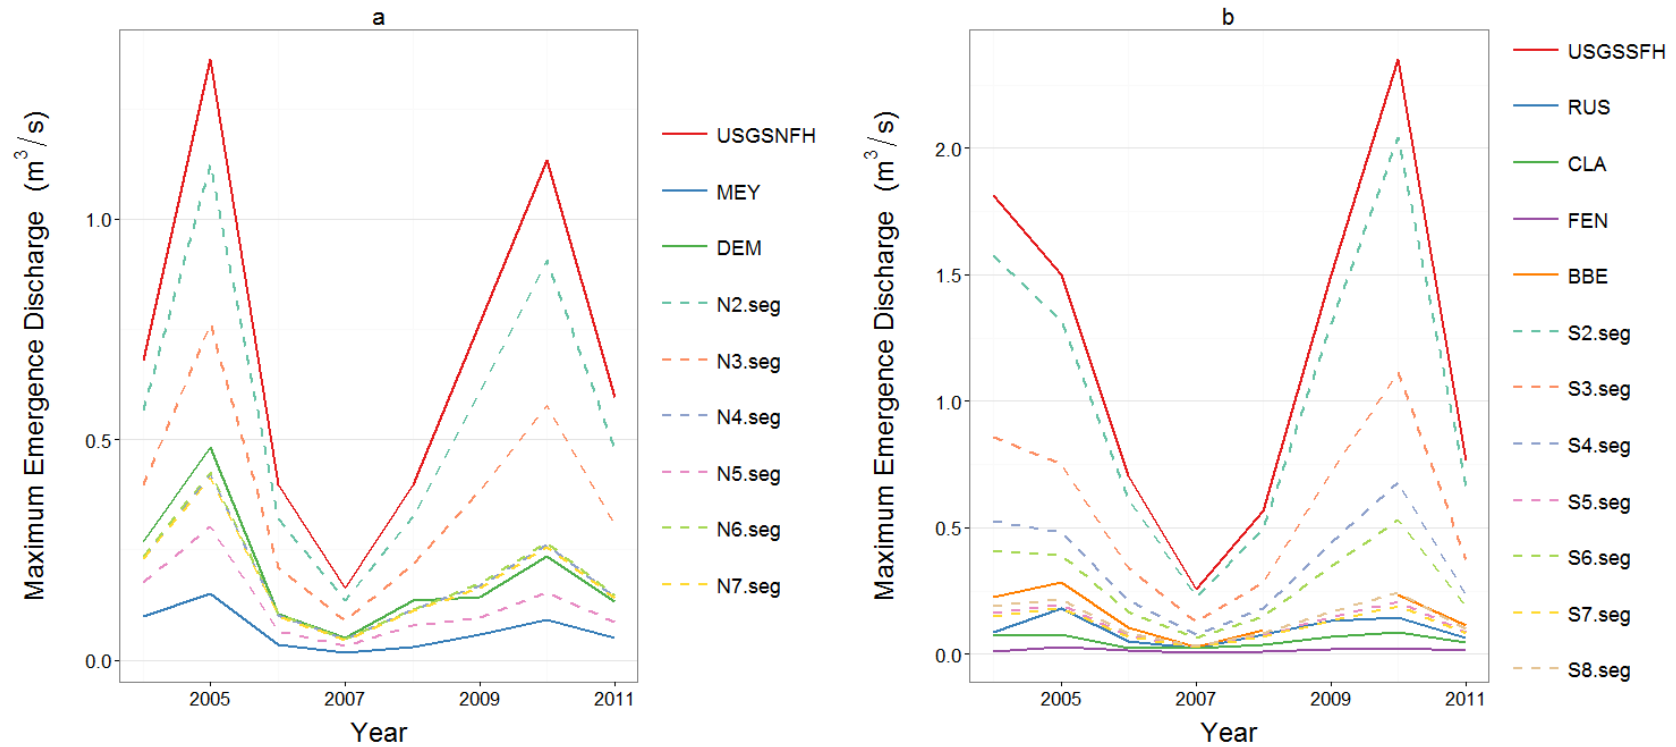 a
Maximum Emergence Discharge (m³/s)
1.0
0.5
0.0
2005
2007
2009
2011
Year
USGSNFH
MEY
DEM
N2.seg
N3.seg
N4.seg
N5.seg
N6.seg
N7.seg
b
Maximum Emergence Discharge (m³/s)
2.0
1.5
1.0
0.5
0.0
2005
2007
2009
2011
Year
USGSSFH
RUS
CLA
FEN
BBE
S2.seg
S3.seg
S4.seg
S5.seg
S6.seg
S7.seg
S8.seg